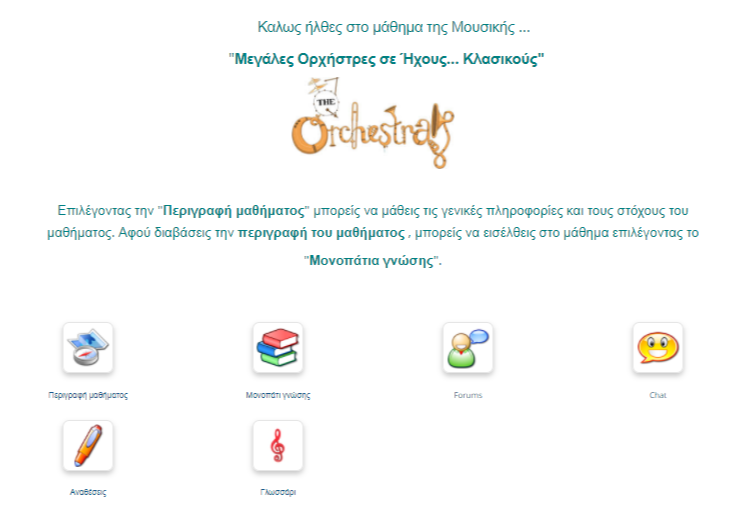 Καλως ήλθες στο μάθημα της Μουσικής ...
"Μεγάλες Ορχήστρες σε Ήχους... Κλασικούς"
THE
Orchestra
Επιλέγοντας την "Περιγραφή μαθήματος" μπορείς να μάθεις τις γενικές πληροφορίες και τους στόχους του
μαθήματος. Αφού διαβάσεις την περιγραφή του μαθήματος , μπορείς να εισέλθεις στο μάθημα επιλέγοντας το
"Μονοπάτια γνώσης".
Περιγραφή μαθήματος
Μονοπάτι γνώσης
Forums
Chat
Αναθέσεις
Γλωσσάρι